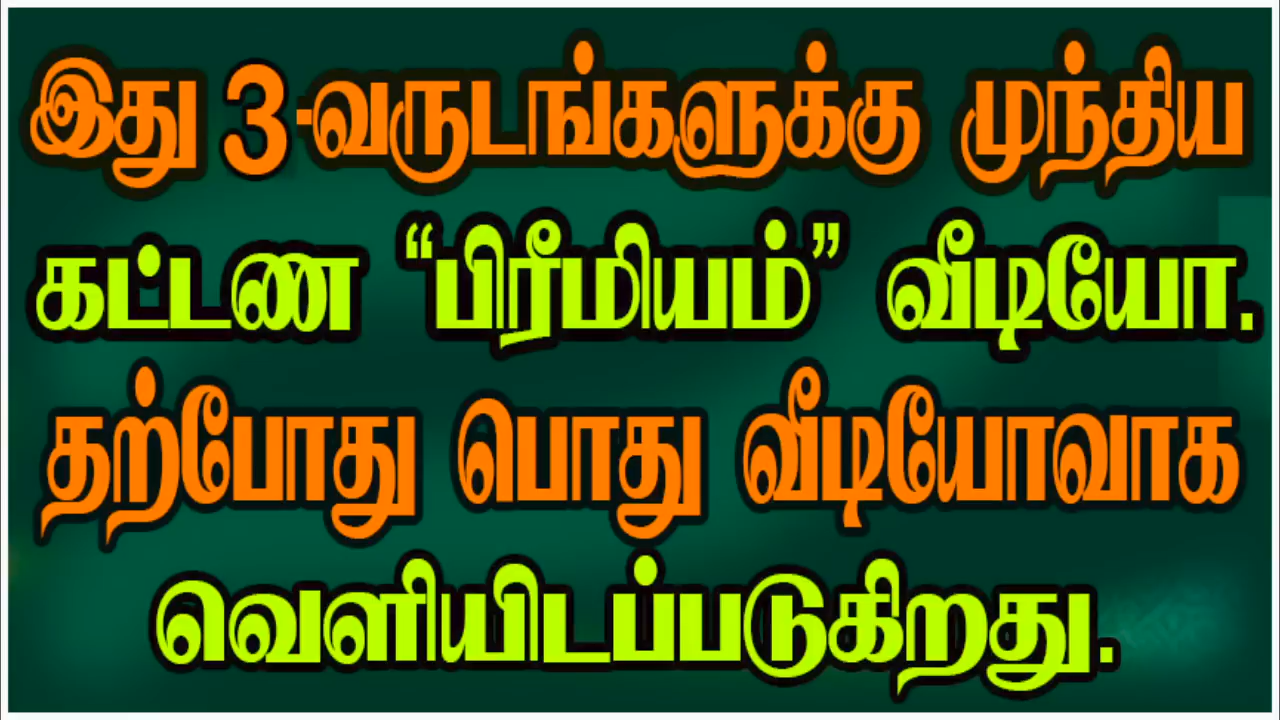 இது 3-வருடங்களுக்கு முந்திய
கட்டண “பிரீமியம்” வீடியோ.
தற்போது பொது வீடியோவாக
வெளியிடப்படுகிறது.